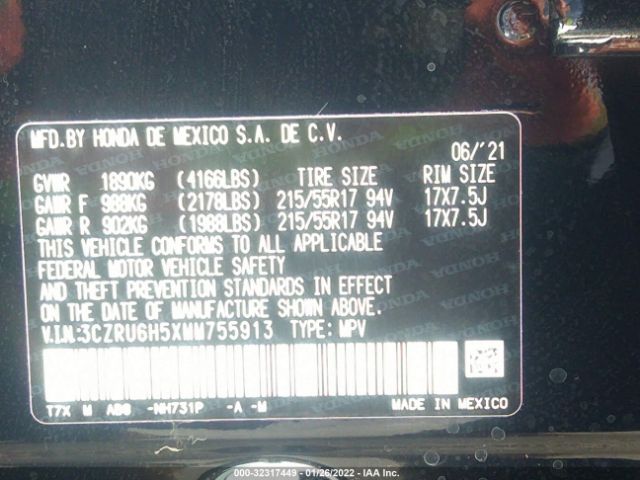 MFD.BY HONDA DE MEXICO S.A. DE C.V.
06/'21
GVWR 1890KG (4166LBS) TIRE SIZE RIM SIZE
GAWR F 988KG (2178LBS) 215/55R17 94V 17X7.5J
GAWR R 902KG (1988LBS) 215/55R17 94V 17X7.5J
THIS VEHICLE CONFORMS TO ALL APPLICABLE
FEDERAL MOTOR VEHICLE SAFETY
AND THEFT PREVENTION STANDARDS IN EFFECT
ON THE DATE OF MANUFACTURE SHOWN ABOVE.
V.I.N:3CZRU6H5XMM755913 TYPE: MPV
T7X M ABG -NH731P -A -M
MADE IN MEXICO
000-32317449 - 01/26/2022 - IAA Inc.